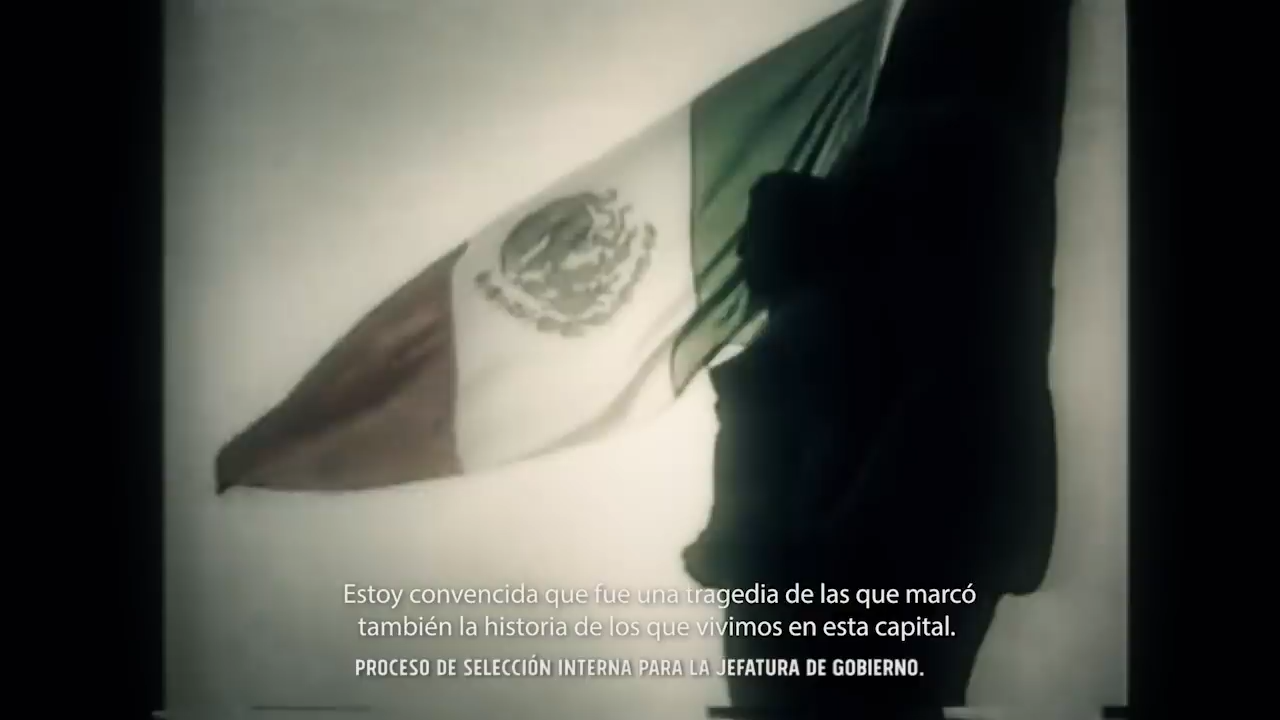 Estoy convencida que fue una tragedia de las que marcó
también la historia de los que vivimos en esta capital.
PROCESO DE SELECCIÓN INTERNA PARA LA JEFATURA DE GOBIERNO.